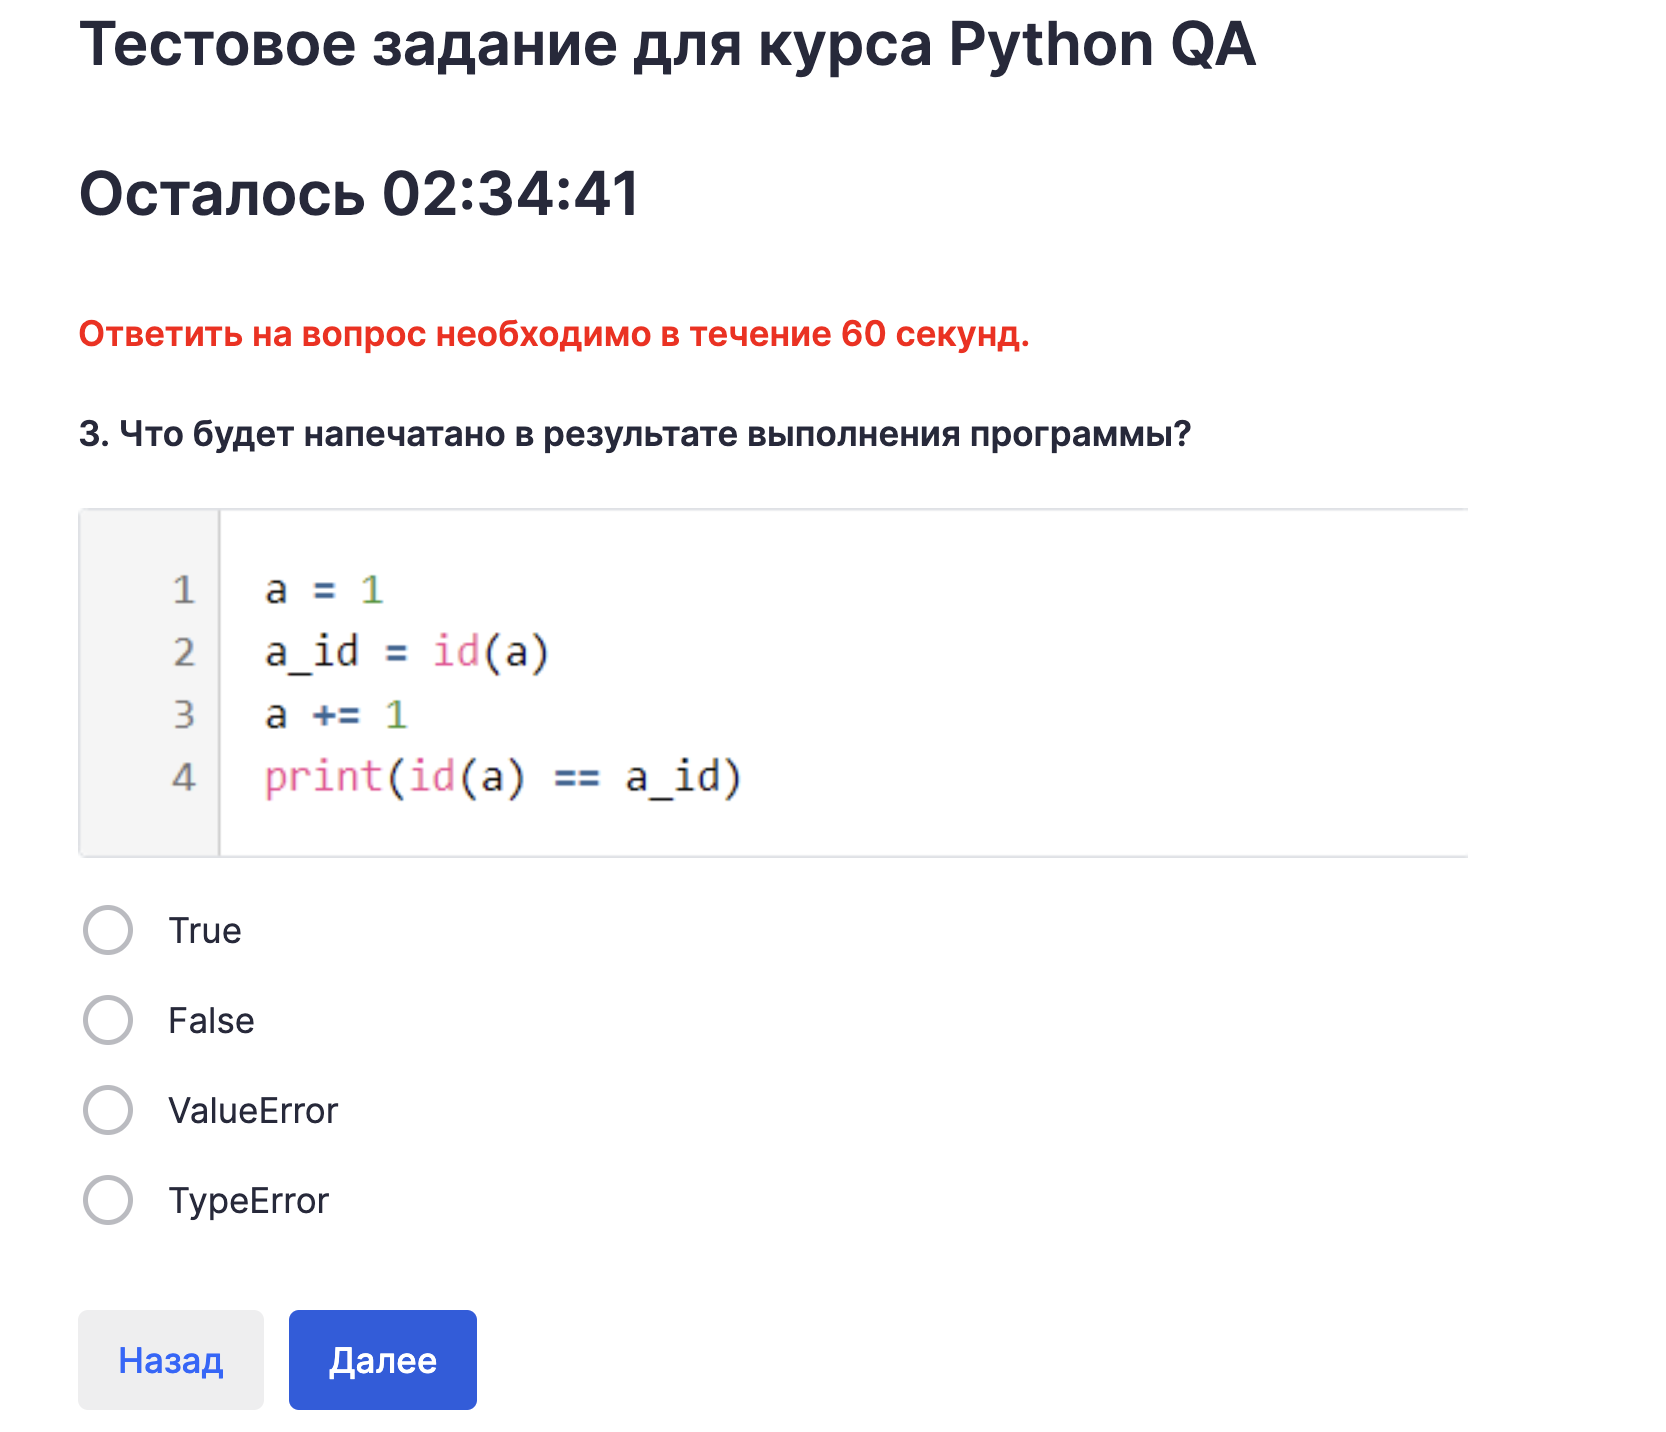 Тестовое задание для курса Python QA
Осталось 02:34:41
Ответить на вопрос необходимо в течение 60 секунд.
3. Что будет напечатано в результате выполнения программы?
1 a = 1
2 a_id = id(a)
3 a += 1
4 print(id(a) == a_id)
True
False
ValueError
TypeError
Назад Далее